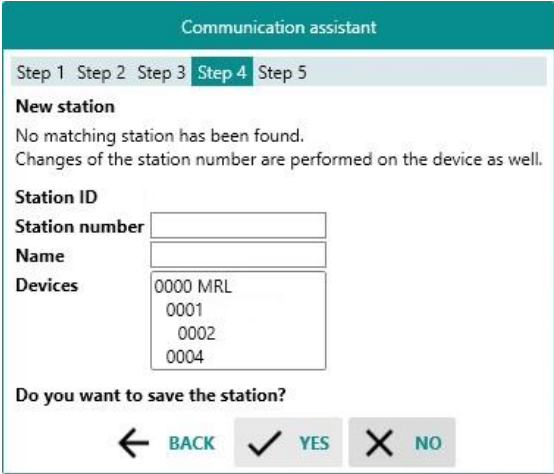 Communication assistant
Step 1 Step 2 Step 3 Step 4 Step 5
New station
No matching station has been found.
Changes of the station number are performed on the device as well.
Station ID
Station number
Name
Devices
0000 MRL
0001
0002
0004
Do you want to save the station?
BACK YES NO